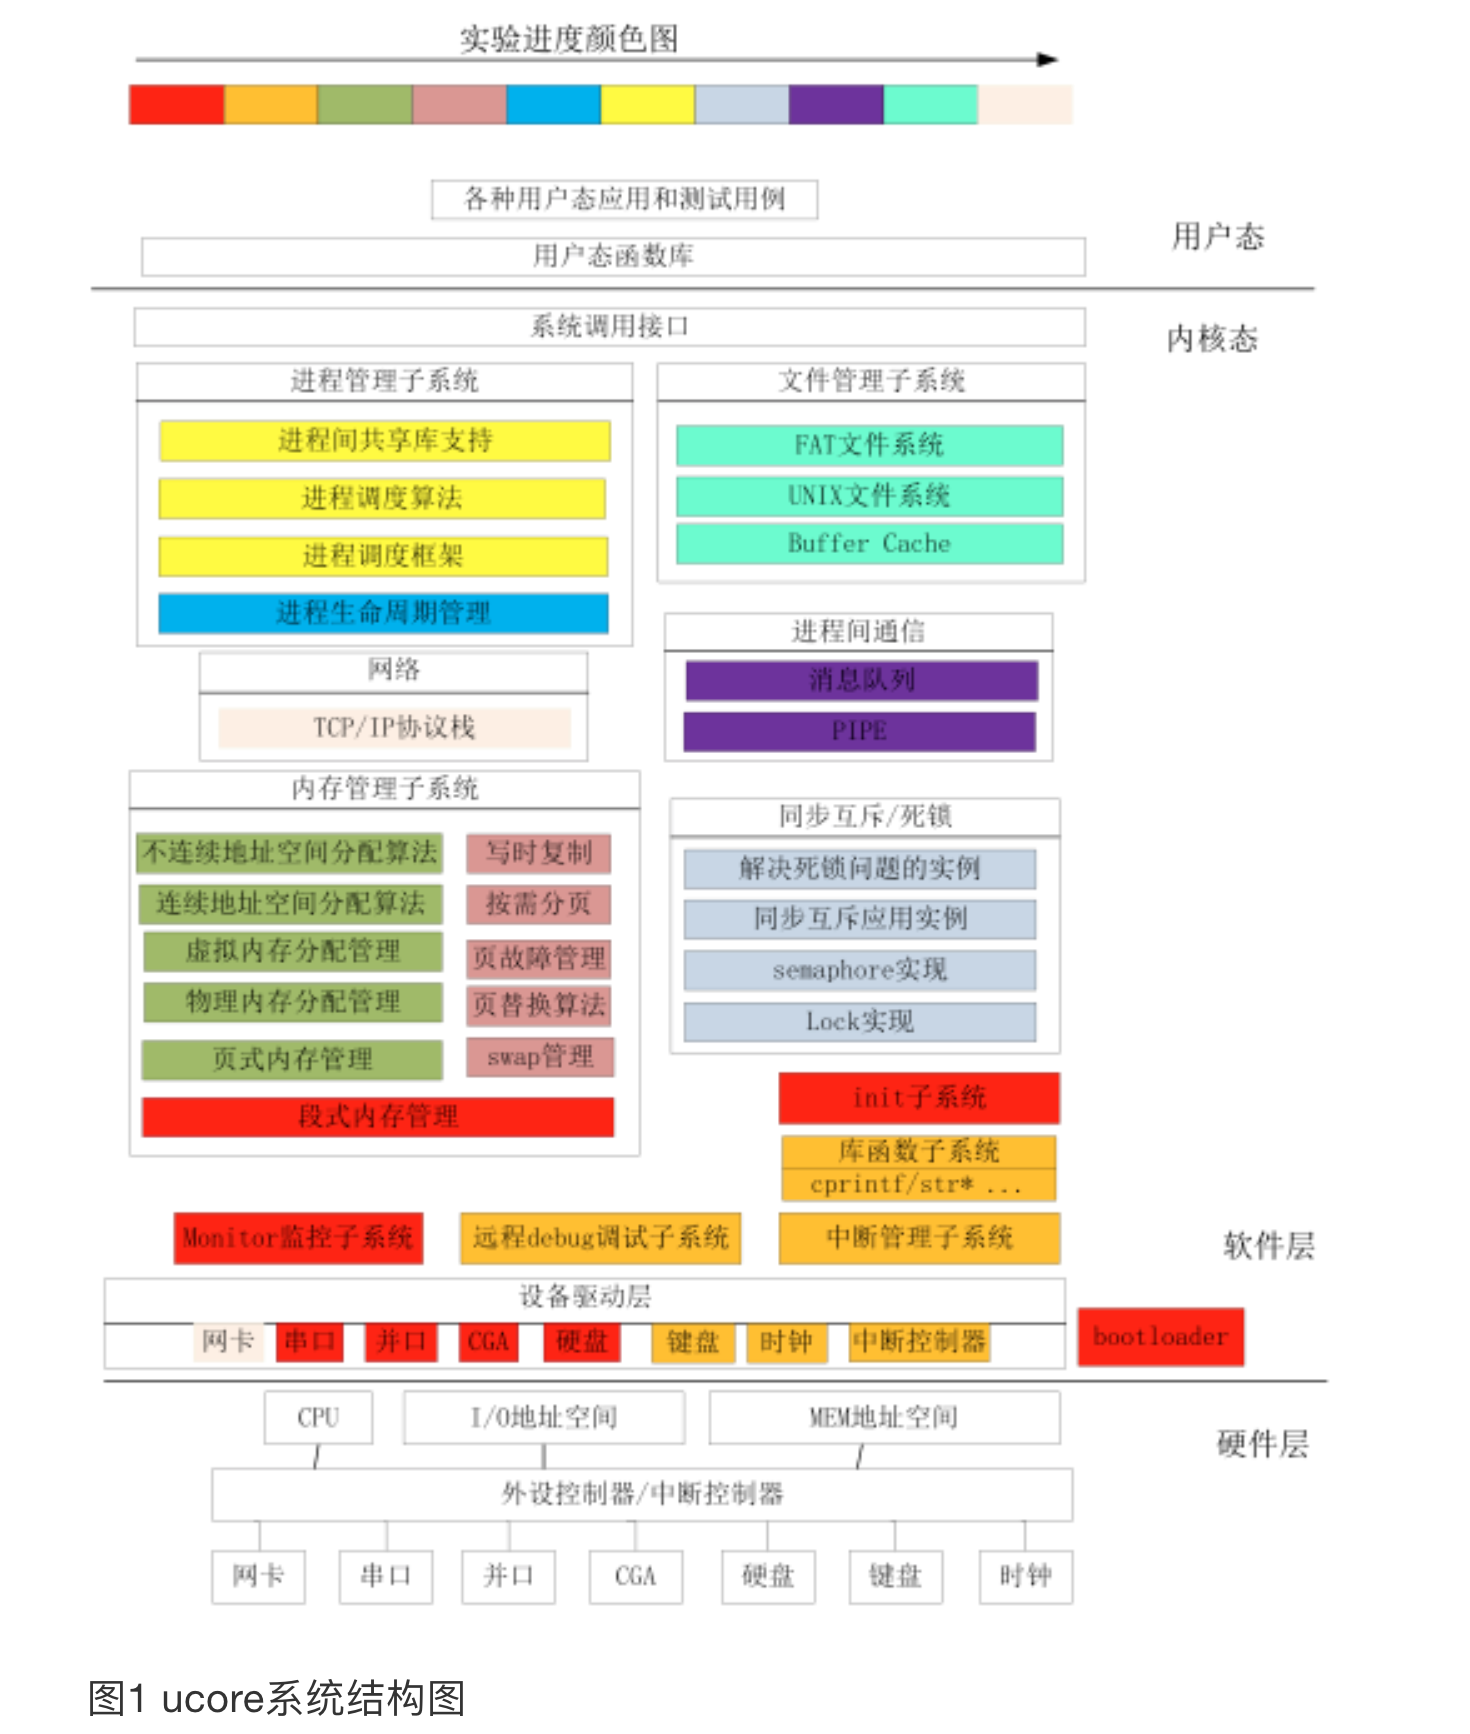 实验进度颜色图
各种用户态应用和测试用例
用户态函数库
用户态
系统调用接口
内核态
进程管理子系统
进程间共享库支持
进程调度算法
进程调度框架
进程生命周期管理
文件管理子系统
FAT文件系统
UNIX文件系统
Buffer Cache
网络
TCP/IP协议栈
进程间通信
消息队列
PIPE
内存管理子系统
不连续地址空间分配算法
连续地址空间分配算法
虚拟内存分配管理
物理内存分配管理
页式内存管理
写时复制
按需分页
页故障管理
页替换算法
swap管理
段式内存管理
同步互斥/死锁
解决死锁问题的实例
同步互斥应用实例
semaphore实现
Lock实现
init子系统
库函数子系统
cprintf/str* ...
Monitor监控子系统
远程debug调试子系统
中断管理子系统
软件层
设备驱动层
网卡
串口
并口
CGA
硬盘
键盘
时钟
中断控制器
bootloader
CPU
I/O地址空间
MEM地址空间
硬件层
外设控制器/中断控制器
网卡
串口
并口
CGA
硬盘
键盘
时钟
图1 ucore系统结构图